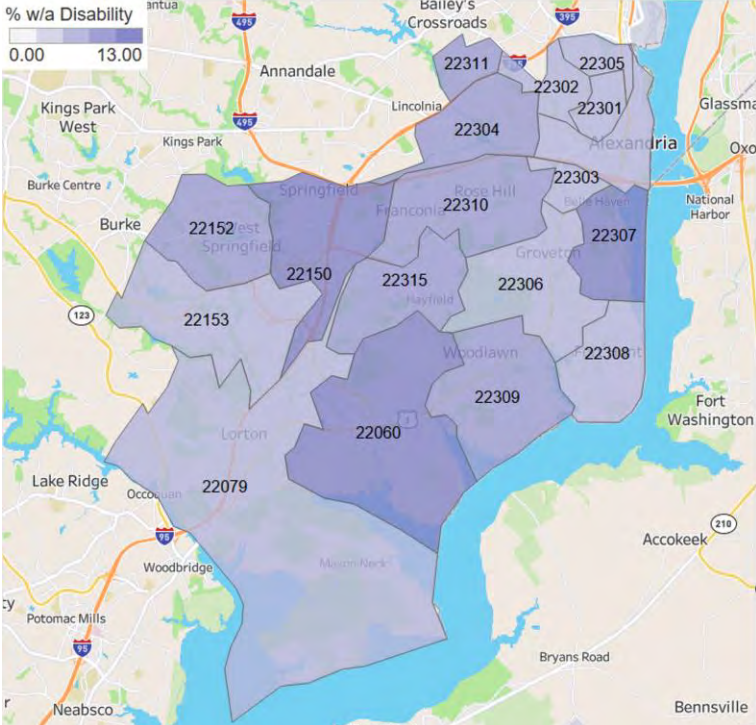 % w/a Disability
0.00 13.00
antua
495
Bailey's
Crossroads
395
Annandale
22311
22305
22302
Kings Park
West
495
Lincolnia
22301
Glassma
Kings Park
22304
Alexandria
Oxo
Burke Centre
Springfield
Rose Hill
22303
Franconia
22310
Belle Haven
National
Harbor
Burke
22152
West
Springfield
22307
Groveton
22150
22315
22306
123
22153
Hayfield
Woodlawn
22308
22309
Fort
Washington
1
22060
Lorton
22079
Lake Ridge
Occoquan
95
210
Accokeek
Woodbridge
Mason Neck
ty
Potomac Mills
95
Bryans Road
r
Neabsco
Bennsville